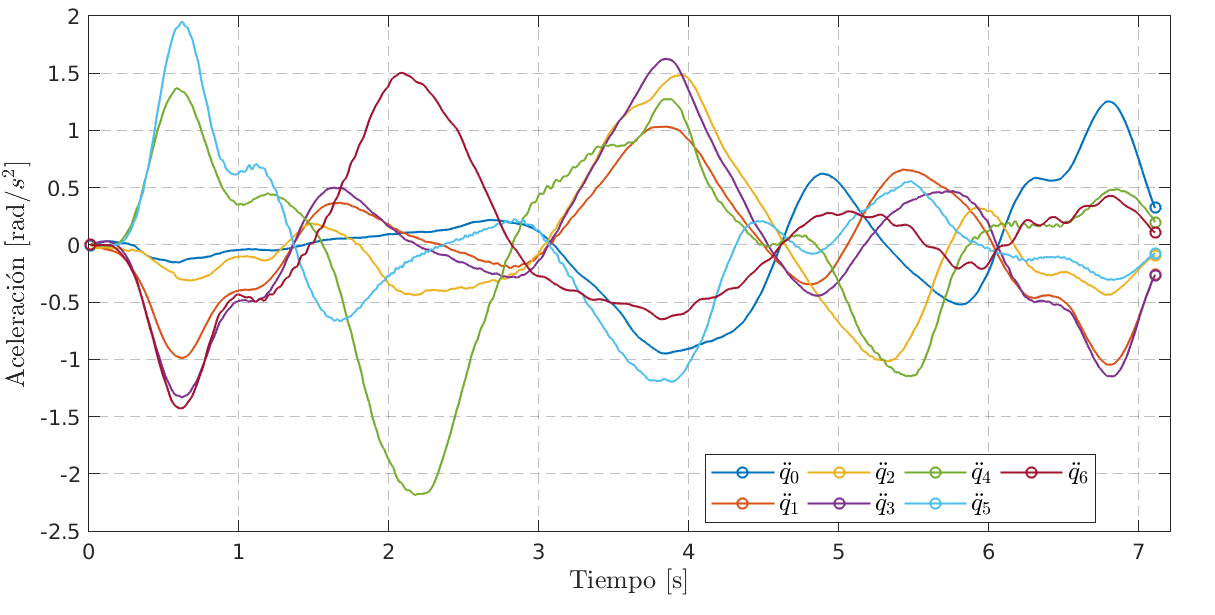 2
1.5
1
0.5
0
-0.5
-1
-1.5
-2
-2.5
Aceleración [rad/s²]
0 1 2 3 4 5 6 7
Tiempo [s]
q̈₀ q̈₂ q̈₄ q̈₆
q̈₁ q̈₃ q̈₅